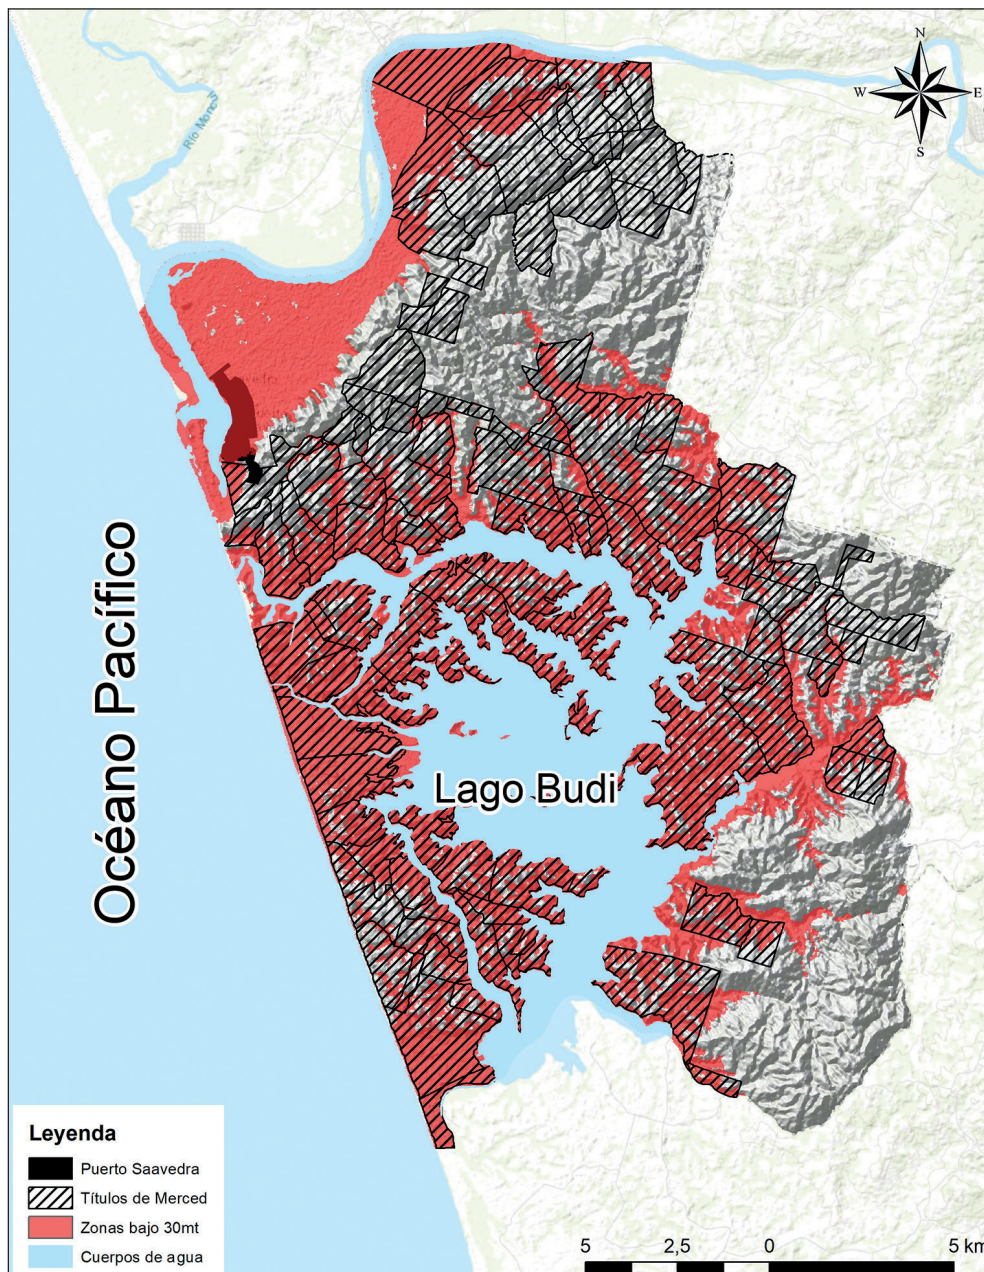 N
W
E
S
Río Moncul
Océano Pacífico
Lago Budi
Leyenda
Puerto Saavedra
Títulos de Merced
Zonas bajo 30mt
Cuerpos de agua
5 2,5 0 5 km